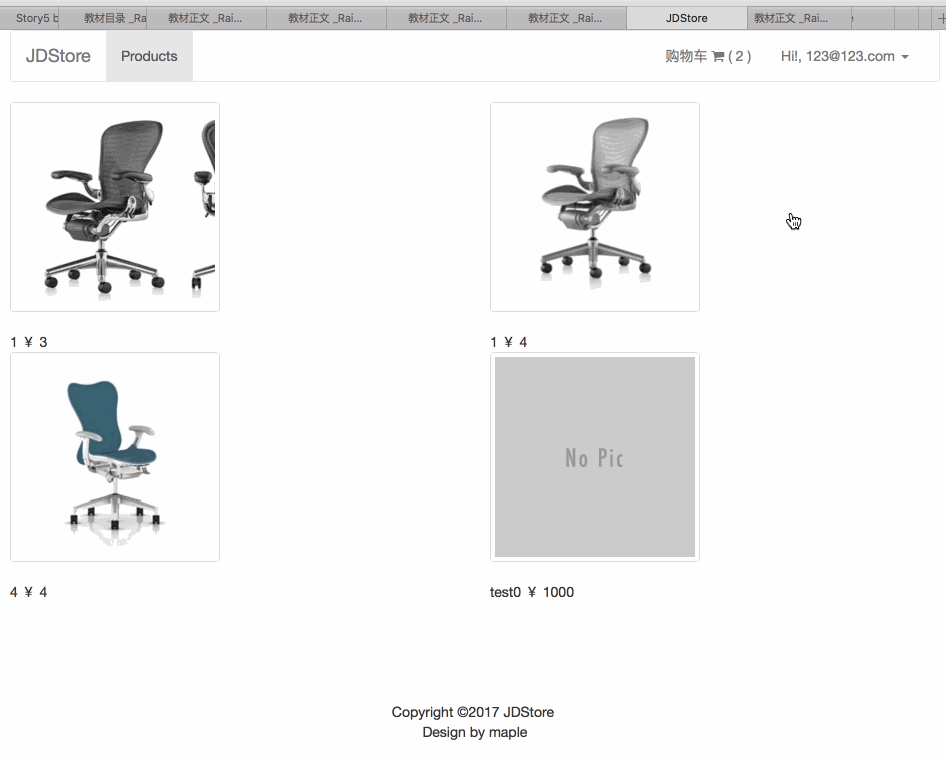 Story5 b 教材目录 _Ra 教材正文 _Rai... 教材正文 _Rai... 教材正文 _Rai... 教材正文 _Rai... JDStore 教材正文 _Rai...
JDStore Products 购物车 ( 2 ) Hi!, 123@123.com
1 ¥ 3
1 ¥ 4
No Pic
4 ¥ 4
test0 ¥ 1000
Copyright ©2017 JDStore
Design by maple